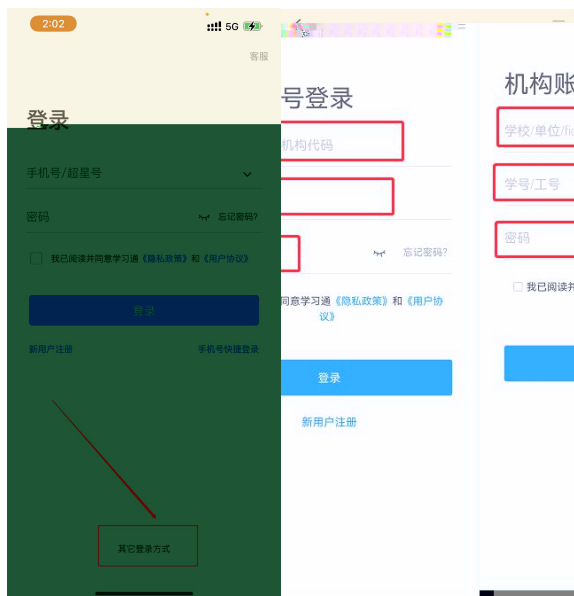 2:02
5G
客服
登录
手机号/超星号
密码
忘记密码?
我已阅读并同意学习通《隐私政策》和《用户协议》
登录
新用户注册
手机号快捷登录
其它登录方式
号登录
机构代码
忘记密码?
同意学习通《隐私政策》和《用户协
议》
登录
新用户注册
机构账
学校/单位/fid
学号/工号
密码
我已阅读并